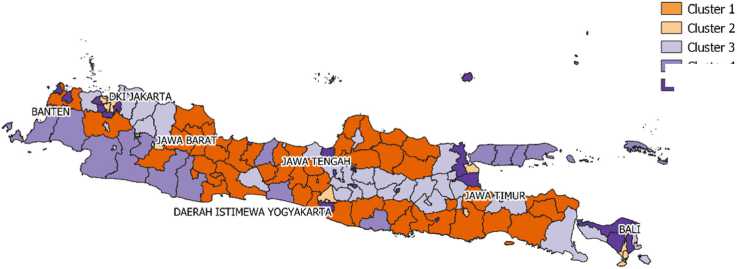 Cluster 1
Cluster 2
Cluster 3
DKI JAKARTA
BANTEN
JAWA BARAT
JAWA TENGAH
JAWA TIMUR
DAERAH ISTIMEWA YOGYAKARTA
BALI